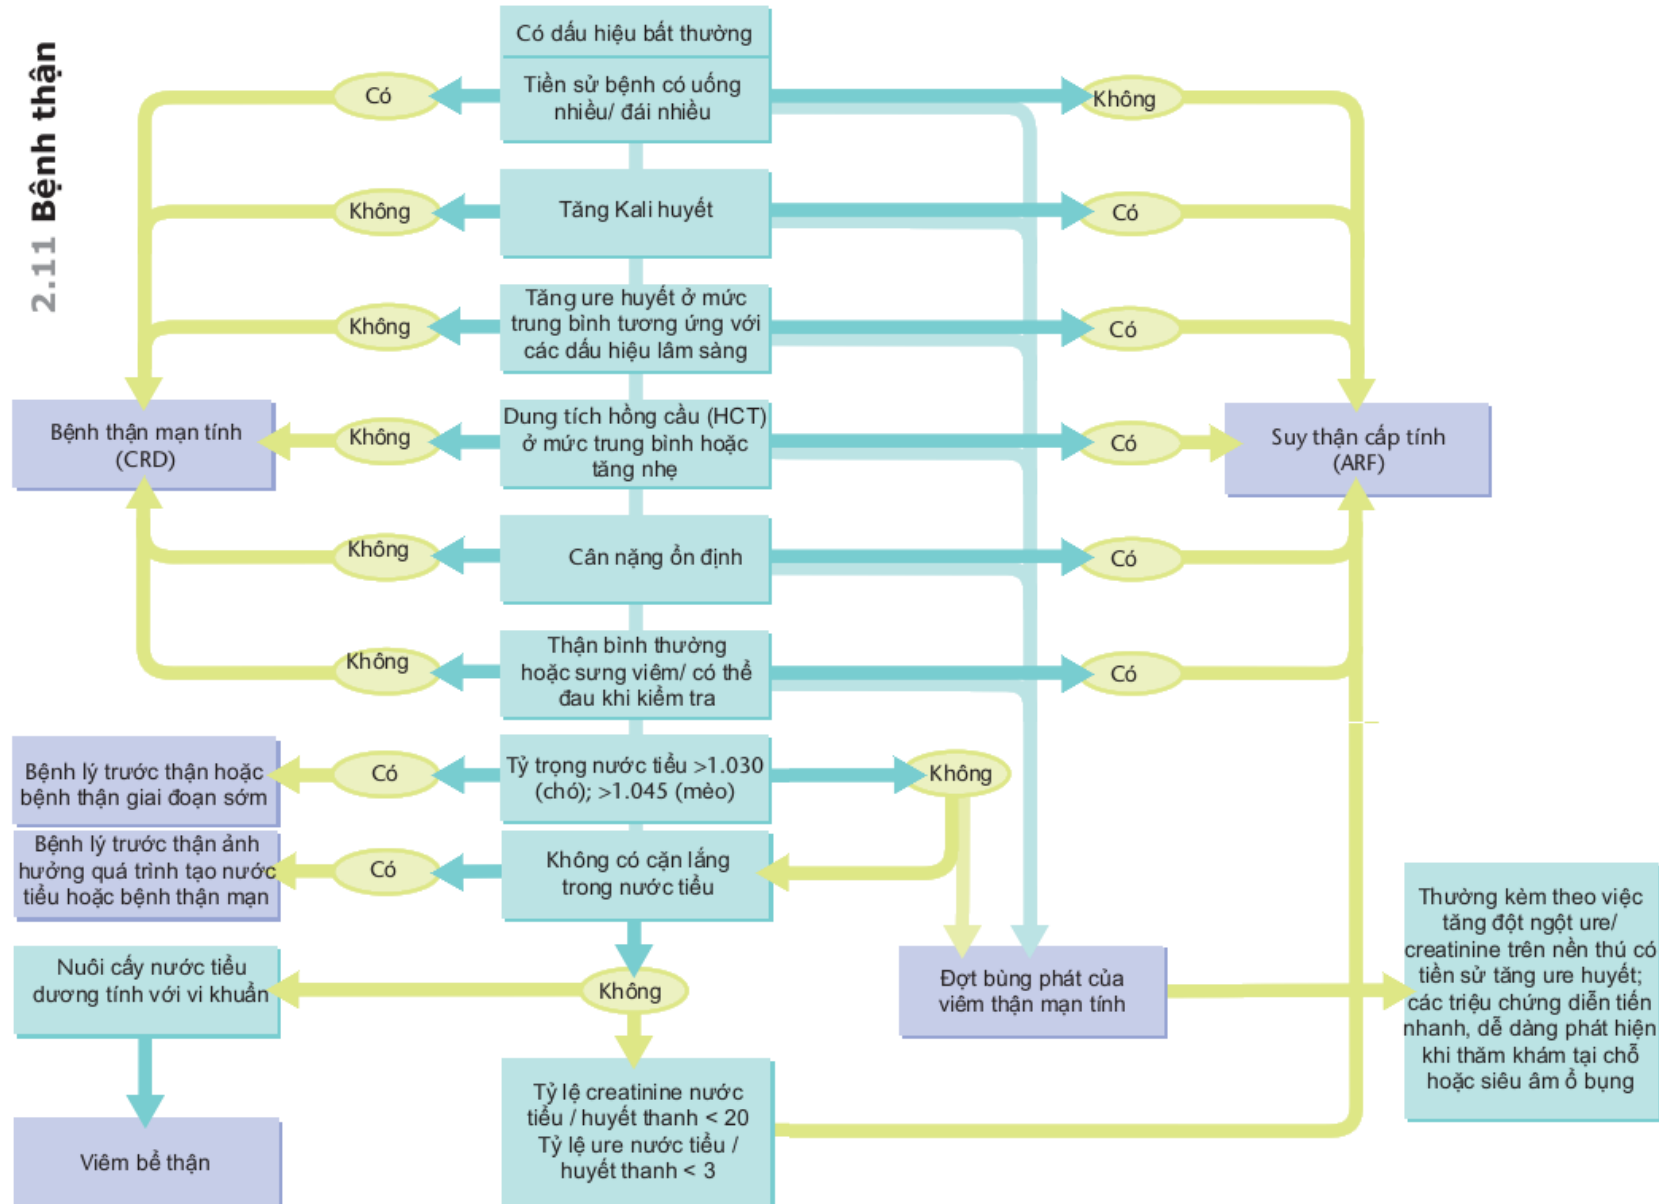 2.11 Bệnh thận
Có dấu hiệu bất thường
Tiền sử bệnh có uống
nhiều/ đái nhiều
Có
Không
Tăng Kali huyết
Không
Có
Tăng ure huyết ở mức
trung bình tương ứng với
các dấu hiệu lâm sàng
Không
Có
Dung tích hồng cầu (HCT)
ở mức trung bình hoặc
tăng nhẹ
Không
Có
Bệnh thận mạn tính
(CRD)
Suy thận cấp tính
(ARF)
Cân nặng ổn định
Không
Có
Thận bình thường
hoặc sưng viêm/ có thể
đau khi kiểm tra
Không
Có
Tỷ trọng nước tiểu >1.030
(chó); >1.045 (mèo)
Có
Không
Bệnh lý trước thận hoặc
bệnh thận giai đoạn sớm
Không có cặn lắng
trong nước tiểu
Có
Bệnh lý trước thận ảnh
hưởng quá trình tạo nước
tiểu hoặc bệnh thận mạn
Không
Nuôi cấy nước tiểu
dương tính với vi khuẩn
Viêm bể thận
Tỷ lệ creatinine nước
tiểu / huyết thanh < 20
Tỷ lệ ure nước tiểu /
huyết thanh < 3
Đợt bùng phát của
viêm thận mạn tính
Thường kèm theo việc
tăng đột ngột ure/
creatinine trên nền thú có
tiền sử tăng ure huyết;
các triệu chứng diễn tiến
nhanh, dễ dàng phát hiện
khi thăm khám tại chỗ
hoặc siêu âm ổ bụng